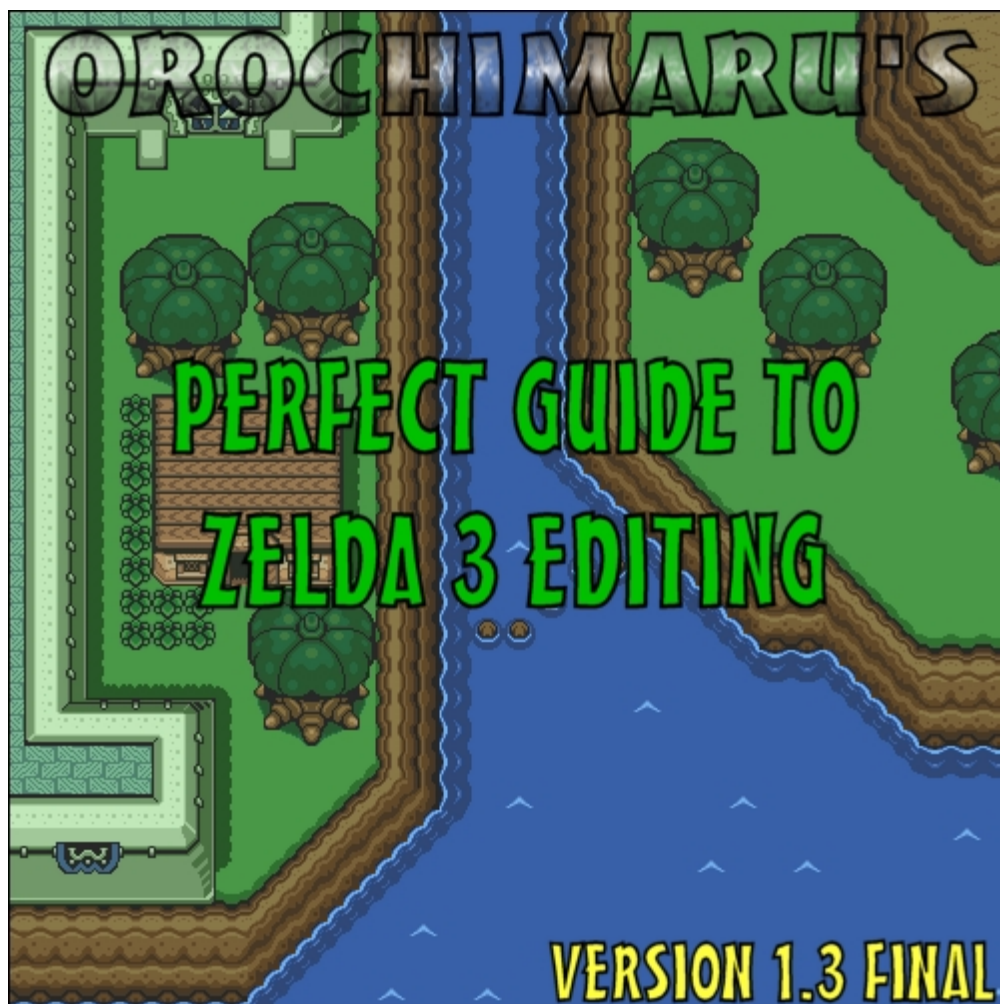 OROCHIMARU'S
PERFECT GUIDE TO
ZELDA 3 EDITING
VERSION 1.3 FINAL